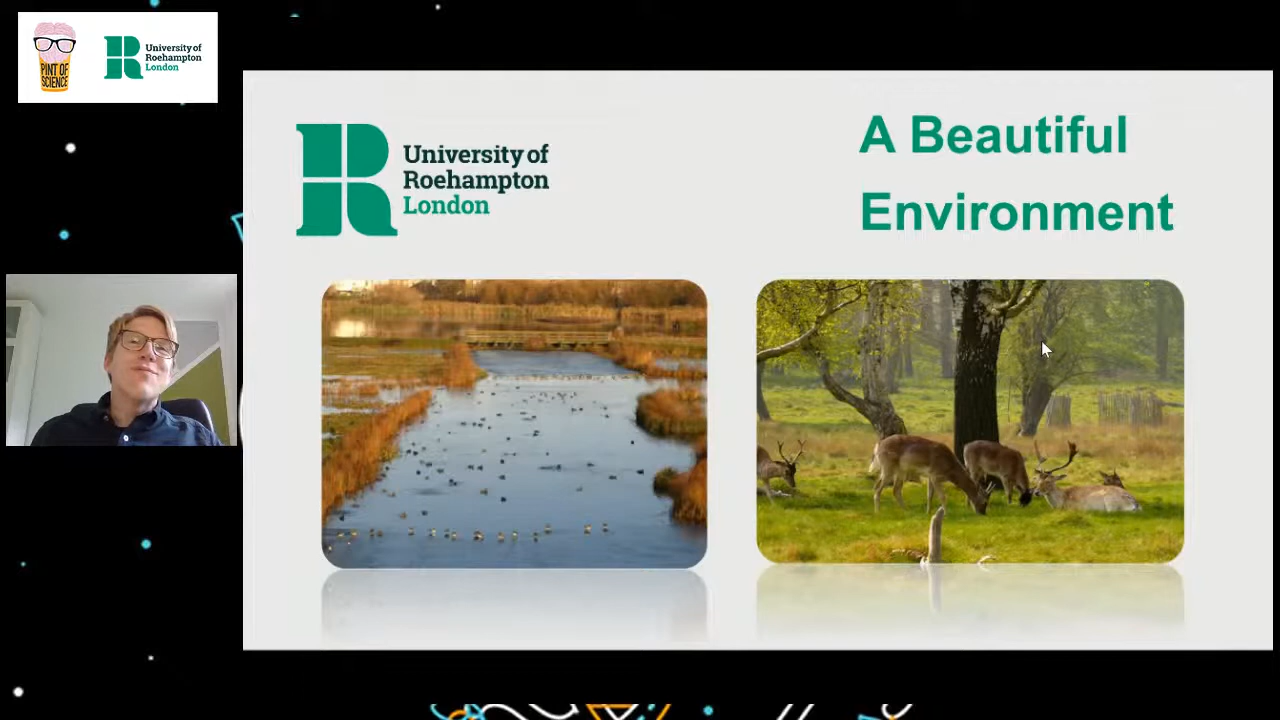 PINT OF
SCIENCE
University of
Roehampton
London
University of
Roehampton
London
A Beautiful
Environment